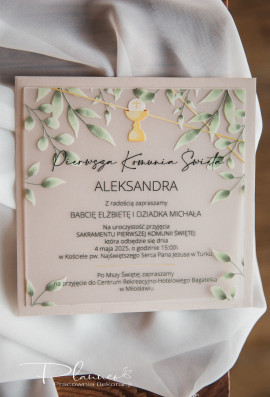 Pierwsza Komunia Święta
ALEKSANDRA
Z radością zapraszamy
BABCIĘ ELŻBIETĘ I DZIADKA MICHAŁA
Na uroczystość przyjęcia
SAKRAMENTU PIERWSZEJ KOMUNII ŚWIĘTEJ
która odbędzie się dnia
4 maja 2025, o godzinie 15:00
w Kościele pw. Najświętszego Serca Pana Jezusa w Turku
Po Mszy Świętej zapraszamy
na przyjęcie do Centrum Rekreacyjno-Hotelowego Bagatelka
w Miłosławiu
Planner
Pracownia Dekoracji